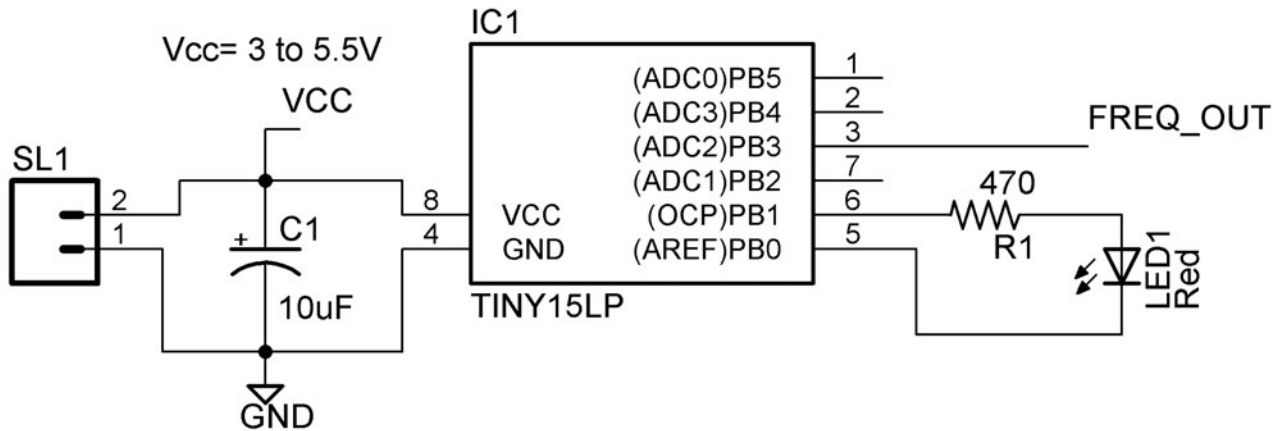 IC1
Vcc= 3 to 5.5V
VCC
SL1
2
1
C1
+
10uF
GND
8
4
VCC
GND
(ADC0)PB5
(ADC3)PB4
(ADC2)PB3
(ADC1)PB2
(OCP)PB1
(AREF)PB0
1
2
3
7
6
5
TINY15LP
FREQ_OUT
470
R1
LED1
Red